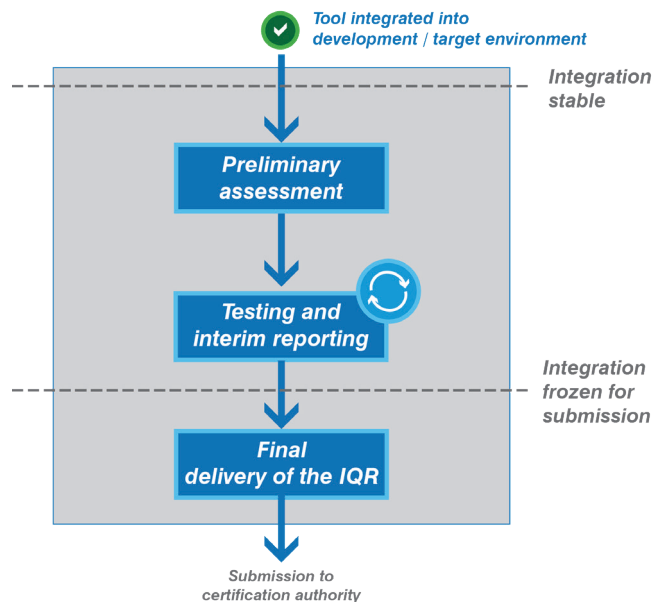 Tool integrated into
development / target environment
Integration
stable
Preliminary
assessment
Testing and
interim reporting
Integration
frozen for
submission
Final
delivery of the IQR
Submission to
certification authority